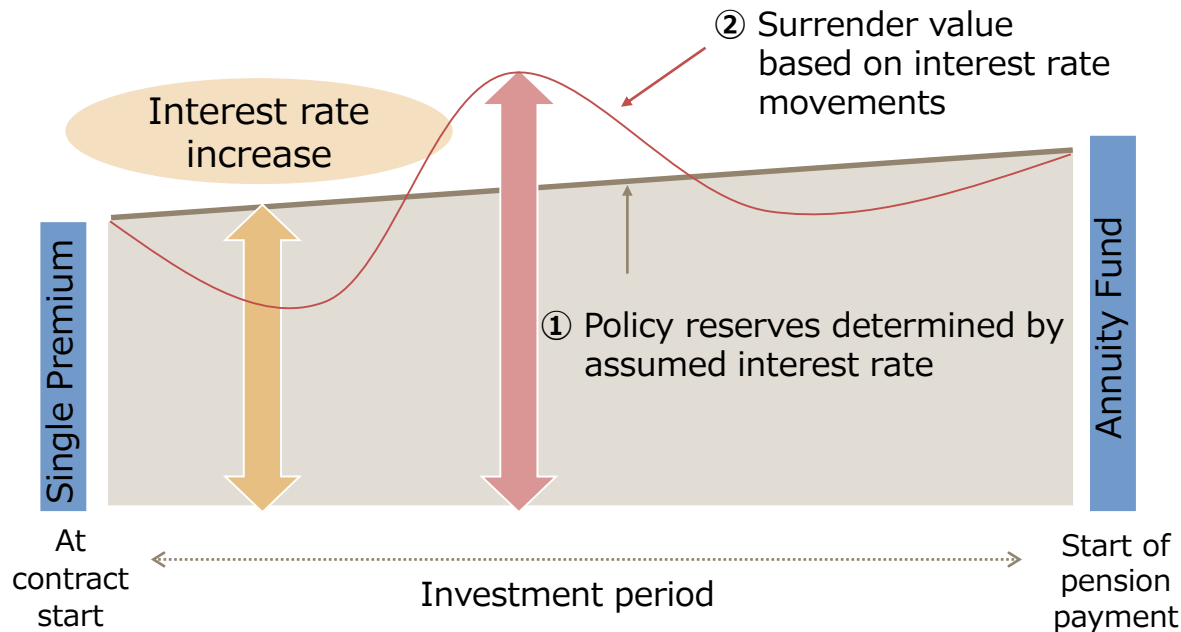 ② Surrender value
based on interest rate
movements
Interest rate
increase
Single Premium
① Policy reserves determined by
assumed interest rate
Annuity Fund
At
contract
start
Investment period
Start of
pension
payment